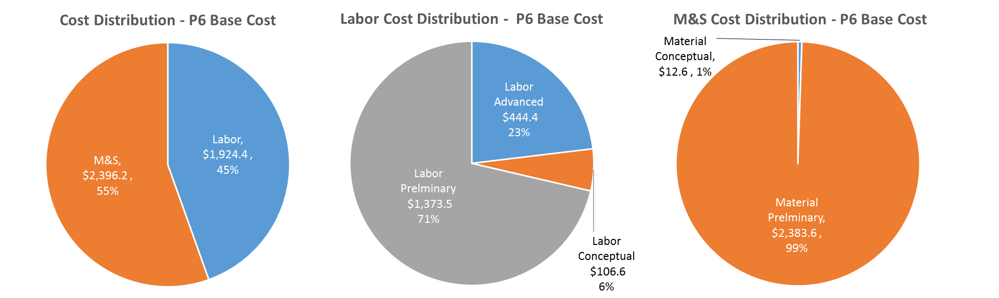 Cost Distribution - P6 Base Cost
Labor,
$1,924.4 ,
45%
M&S,
$2,396.2 ,
55%
Labor Cost Distribution -  P6 Base Cost
Labor
Advanced
$444.4
23%
Labor
Prelminary
$1,373.5
71%
Labor
Conceptual
$106.6
6%
M&S Cost Distribution - P6 Base Cost
Material
Conceptual,
$12.6 , 1%
Material
Prelminary,
$2,383.6 ,
99%